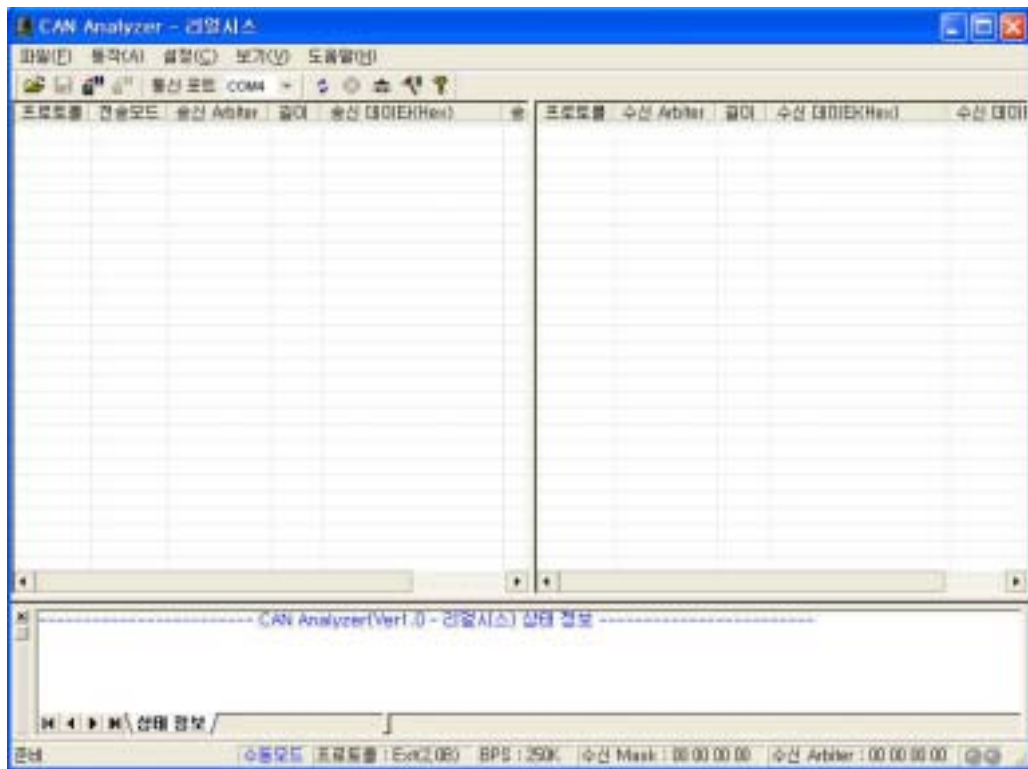 CAN Analyzer - 리얼시스
파일(F) 동작(A) 설정(C) 보기(V) 도움말(H)
통신 포트 COM4
프로토콜 전송모드 송신 Arbiter 길이 송신 데이터(Hex) 송
프로토콜 수신 Arbiter 길이 수신 데이터(Hex) 수신 데이터
---------------------------- CAN Analyzer(Ver1.0 - 리얼시스) 상태 정보 ----------------------------
상태 정보
준비 수동모드 프로토콜 : Ext(2.0B) BPS : 250K 수신 Mask : 00 00 00 00 수신 Arbiter : 00 00 00 00